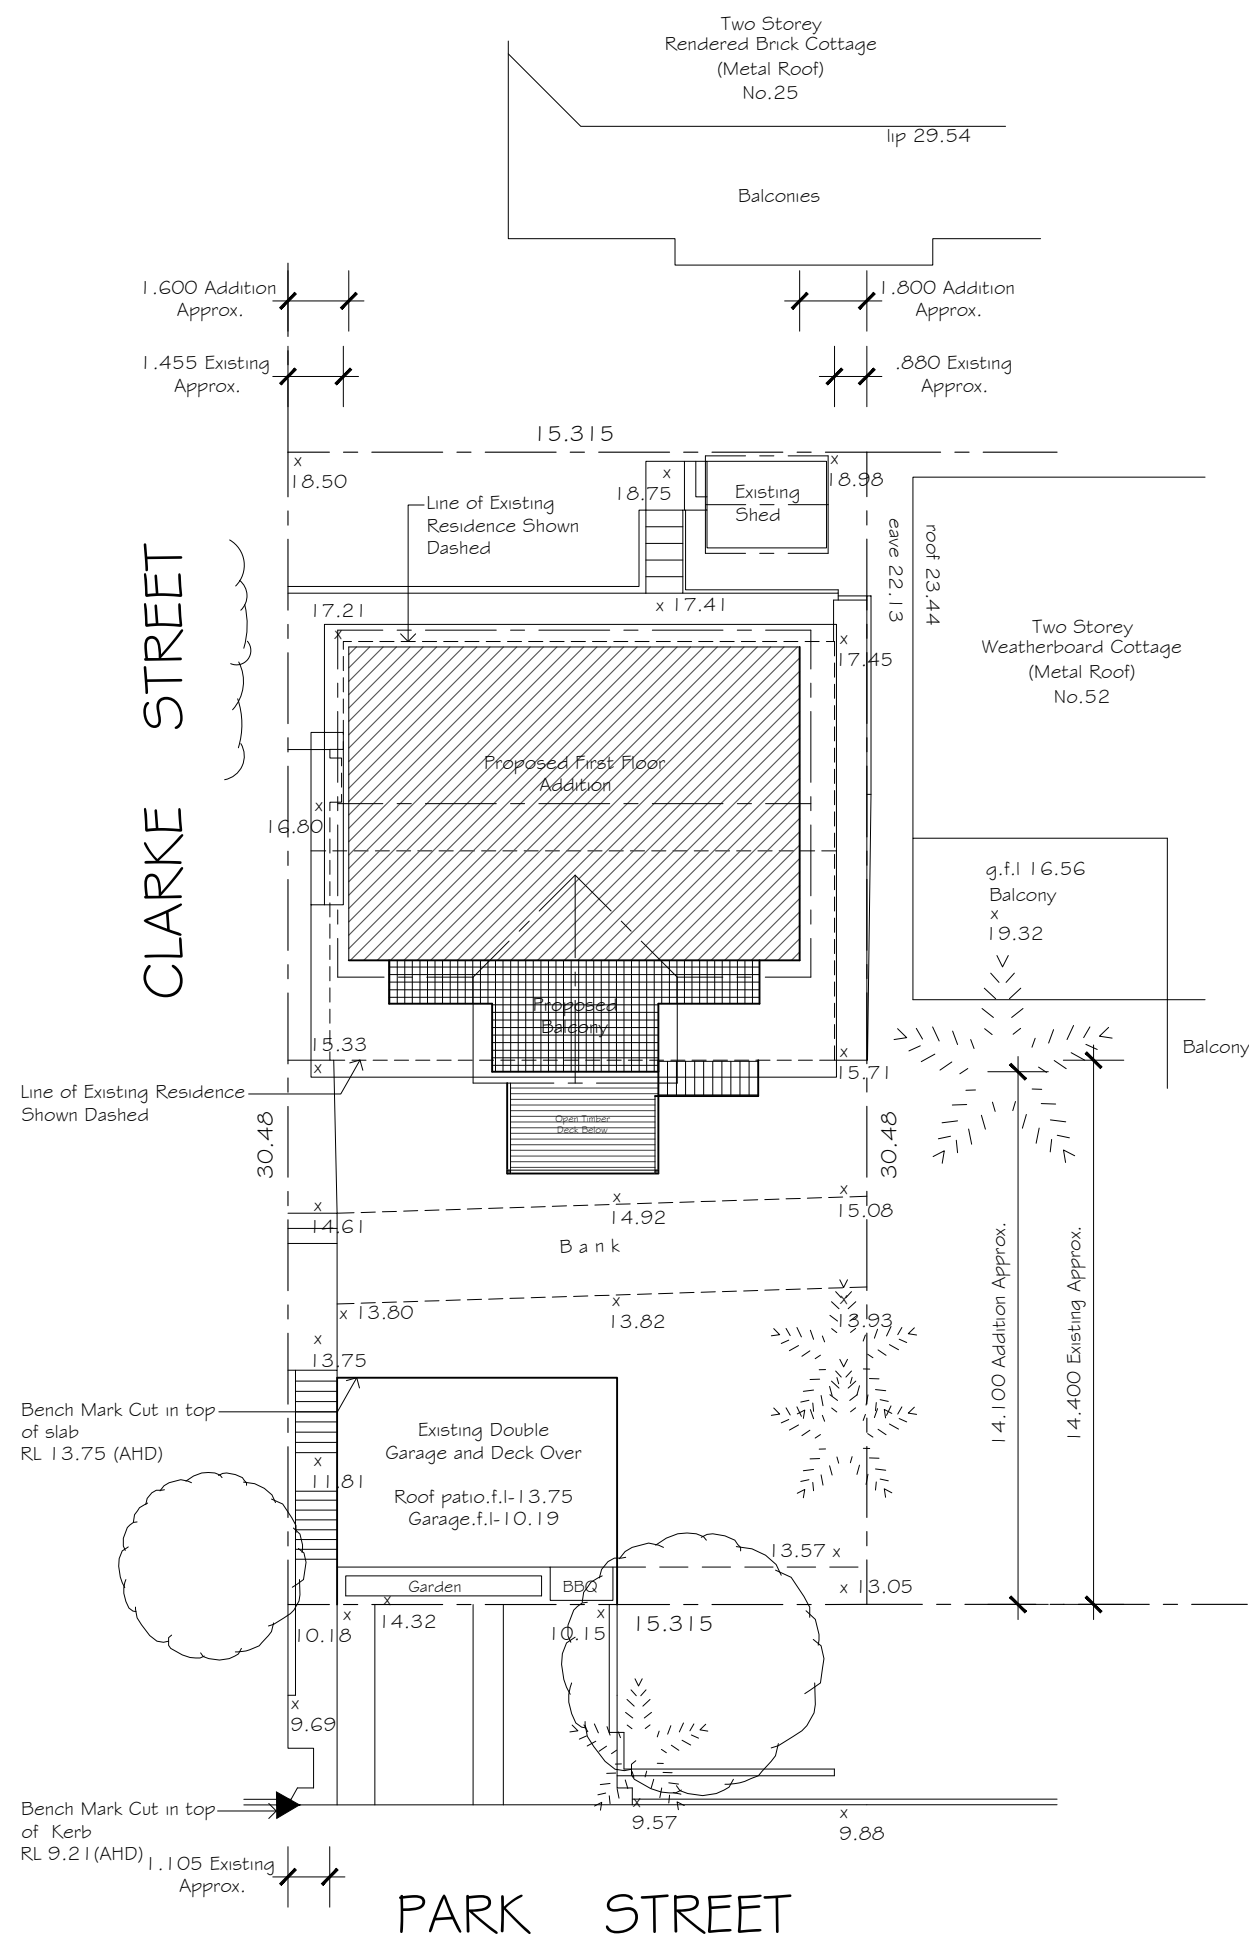 Two Storey
Rendered Brick Cottage
(Metal Roof)
No.25
lip 29.54
Balconies
1.600 Addition
Approx.
1.800 Addition
Approx.
1.455 Existing
Approx.
.880 Existing
Approx.
15.315
x
18.50
x
18.75
Existing
Shed
x
18.98
Line of Existing
Residence Shown
Dashed
eave 22.13
roof 23.44
CLARKE STREET
17.21
x
x 17.41
x
17.45
Two Storey
Weatherboard Cottage
(Metal Roof)
No.52
Proposed First Floor
Addition
x
16.80
g.f.l 16.56
Balcony
x
19.32
Proposed
Balcony
15.33
x
x
15.71
Balcony
Line of Existing Residence
Shown Dashed
30.48
Open Timber
Deck Below
30.48
x
14.61
x
14.92
x
15.08
Bank
x 13.80
x
13.82
x
13.93
14.100 Addition Approx.
14.400 Existing Approx.
x
13.75
Bench Mark Cut in top
of slab
RL 13.75 (AHD)
Existing Double
Garage and Deck Over
Roof patio.f.l-13.75
Garage.f.l-10.19
x
11.81
13.57 x
x 13.05
Garden
BBQ
x
10.18
x
14.32
x
10.15
15.315
x
9.69
Bench Mark Cut in top
of Kerb
RL 9.21(AHD)
x
9.57
x
9.88
1.105 Existing
Approx.
PARK STREET